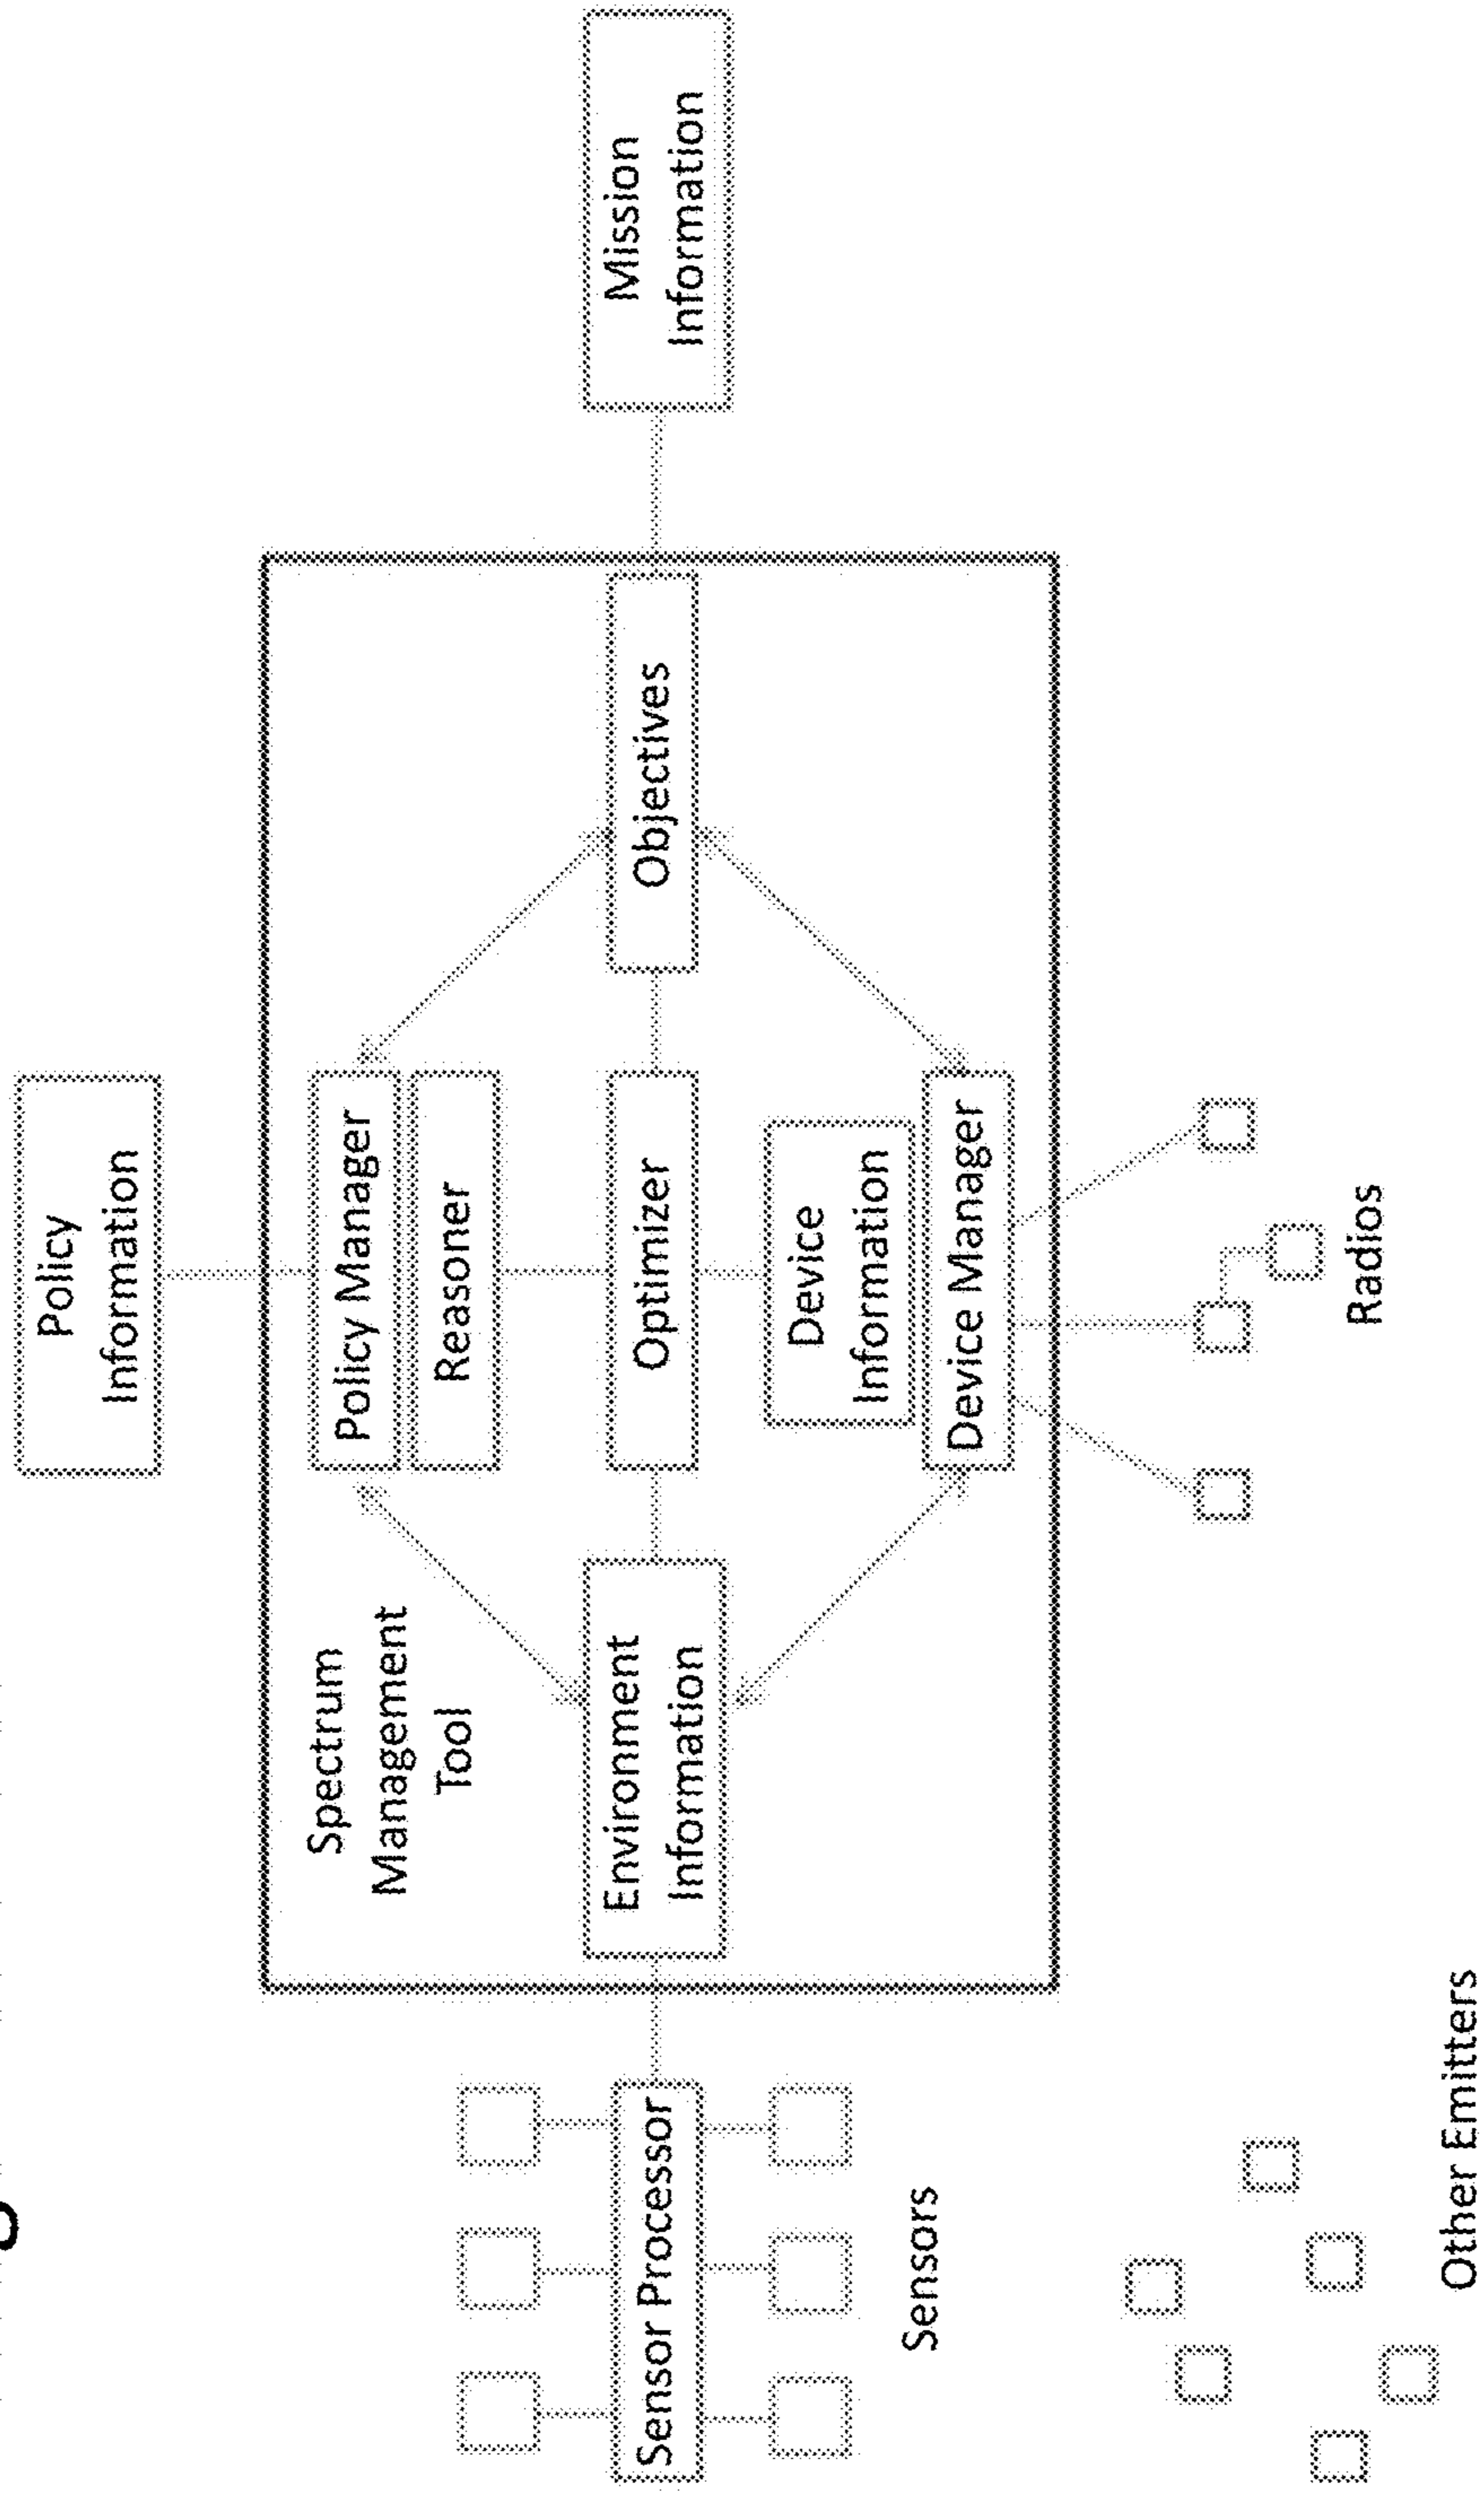 Policy
Information
Spectrum
Management
Tool
Policy Manager
Reasoner
Sensor Processor
Environment
Information
Optimizer
Objectives
Mission
Information
Device
Information
Device Manager
Sensors
Radios
Other Emitters